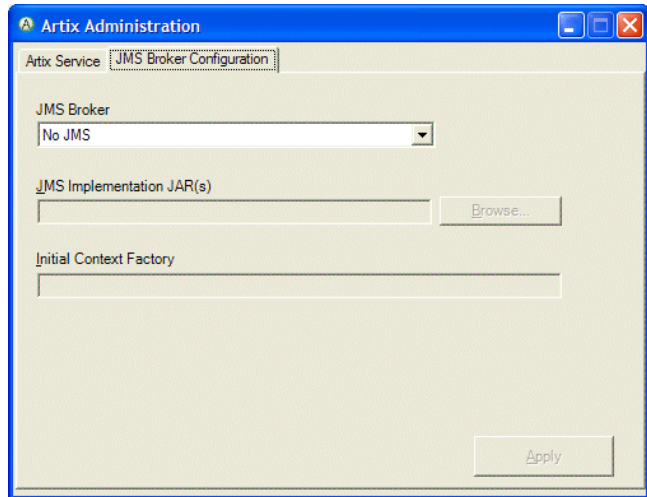 Artix Administration
Artix Service JMS Broker Configuration
JMS Broker
No JMS
JMS Implementation JAR(s)
Browse...
Initial Context Factory
Apply